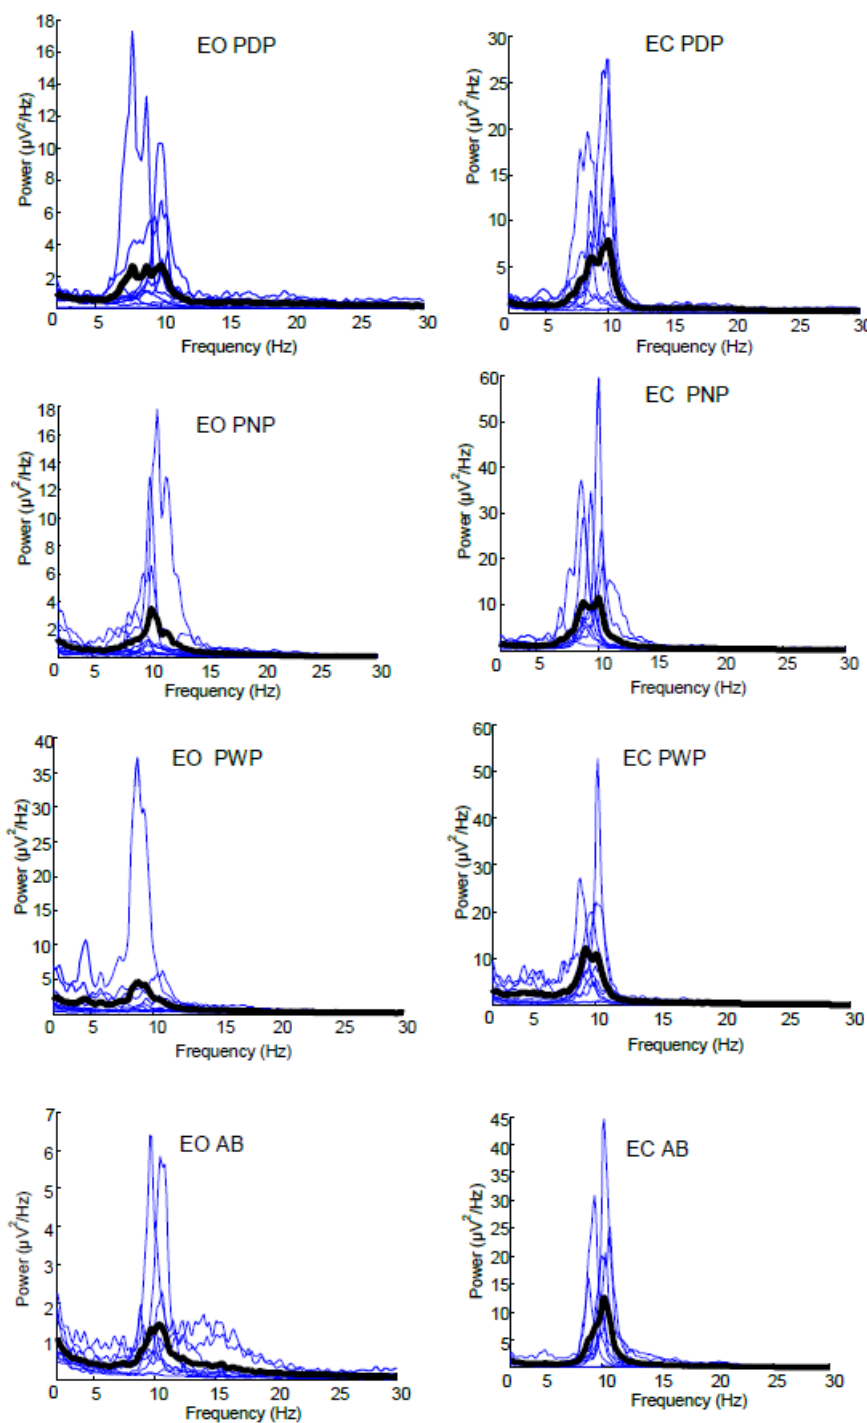 EO PDP
Power (µV²/Hz)
18
16
14
12
10
8
6
4
2
0 5 10 15 20 25 30
Frequency (Hz)
EC PDP
Power (µV²/Hz)
30
25
20
15
10
5
0 5 10 15 20 25 30
Frequency (Hz)
EO PNP
Power (µV²/Hz)
18
16
14
12
10
8
6
4
2
0 5 10 15 20 25 30
Frequency (Hz)
EC PNP
Power (µV²/Hz)
60
50
40
30
20
10
0 5 10 15 20 25 30
Frequency (Hz)
EO PWP
Power (µV²/Hz)
40
35
30
25
20
15
10
5
0 5 10 15 20 25 30
Frequency (Hz)
EC PWP
Power (µV²/Hz)
60
50
40
30
20
10
0 5 10 15 20 25 30
Frequency (Hz)
EO AB
Power (µV²/Hz)
7
6
5
4
3
2
1
0 5 10 15 20 25 30
Frequency (Hz)
EC AB
Power (µV²/Hz)
45
40
35
30
25
20
15
10
5
0 5 10 15 20 25 30
Frequency (Hz)